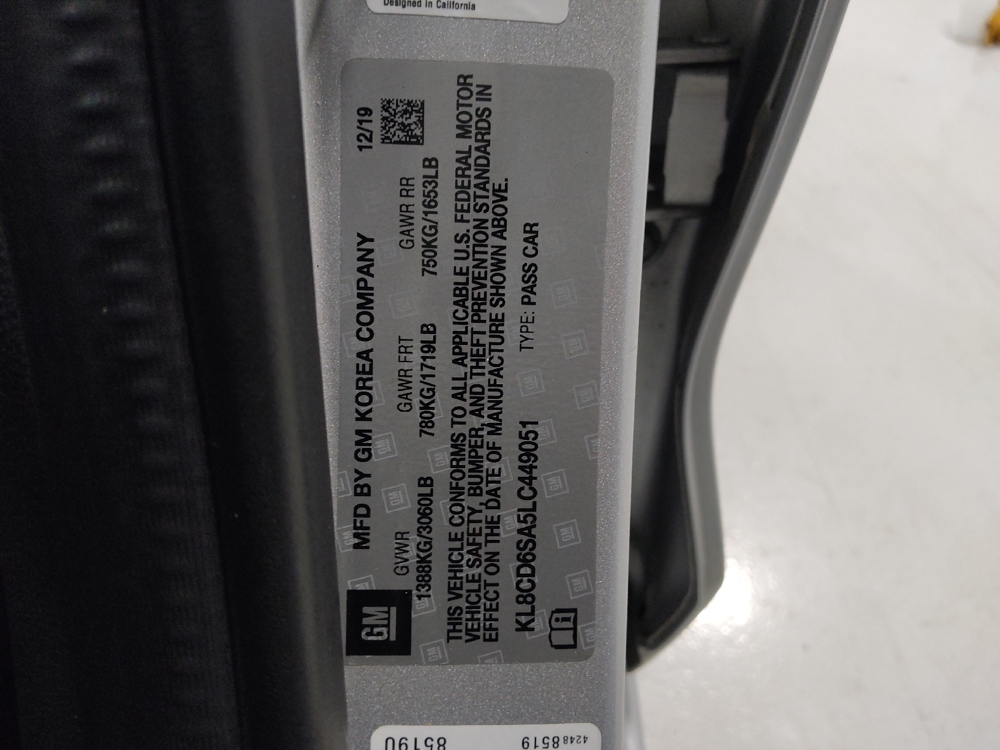 Designed in California
MFD BY GM KOREA COMPANY 12/19
GM
GVWR GAWR FRT GAWR RR
1388KG/3060LB 780KG/1719LB 750KG/1653LB
THIS VEHICLE CONFORMS TO ALL APPLICABLE U.S. FEDERAL MOTOR
VEHICLE SAFETY, BUMPER, AND THEFT PREVENTION STANDARDS IN
EFFECT ON THE DATE OF MANUFACTURE SHOWN ABOVE.
KL8CD6SA5LC449051 TYPE: PASS CAR
4248 8519
85190